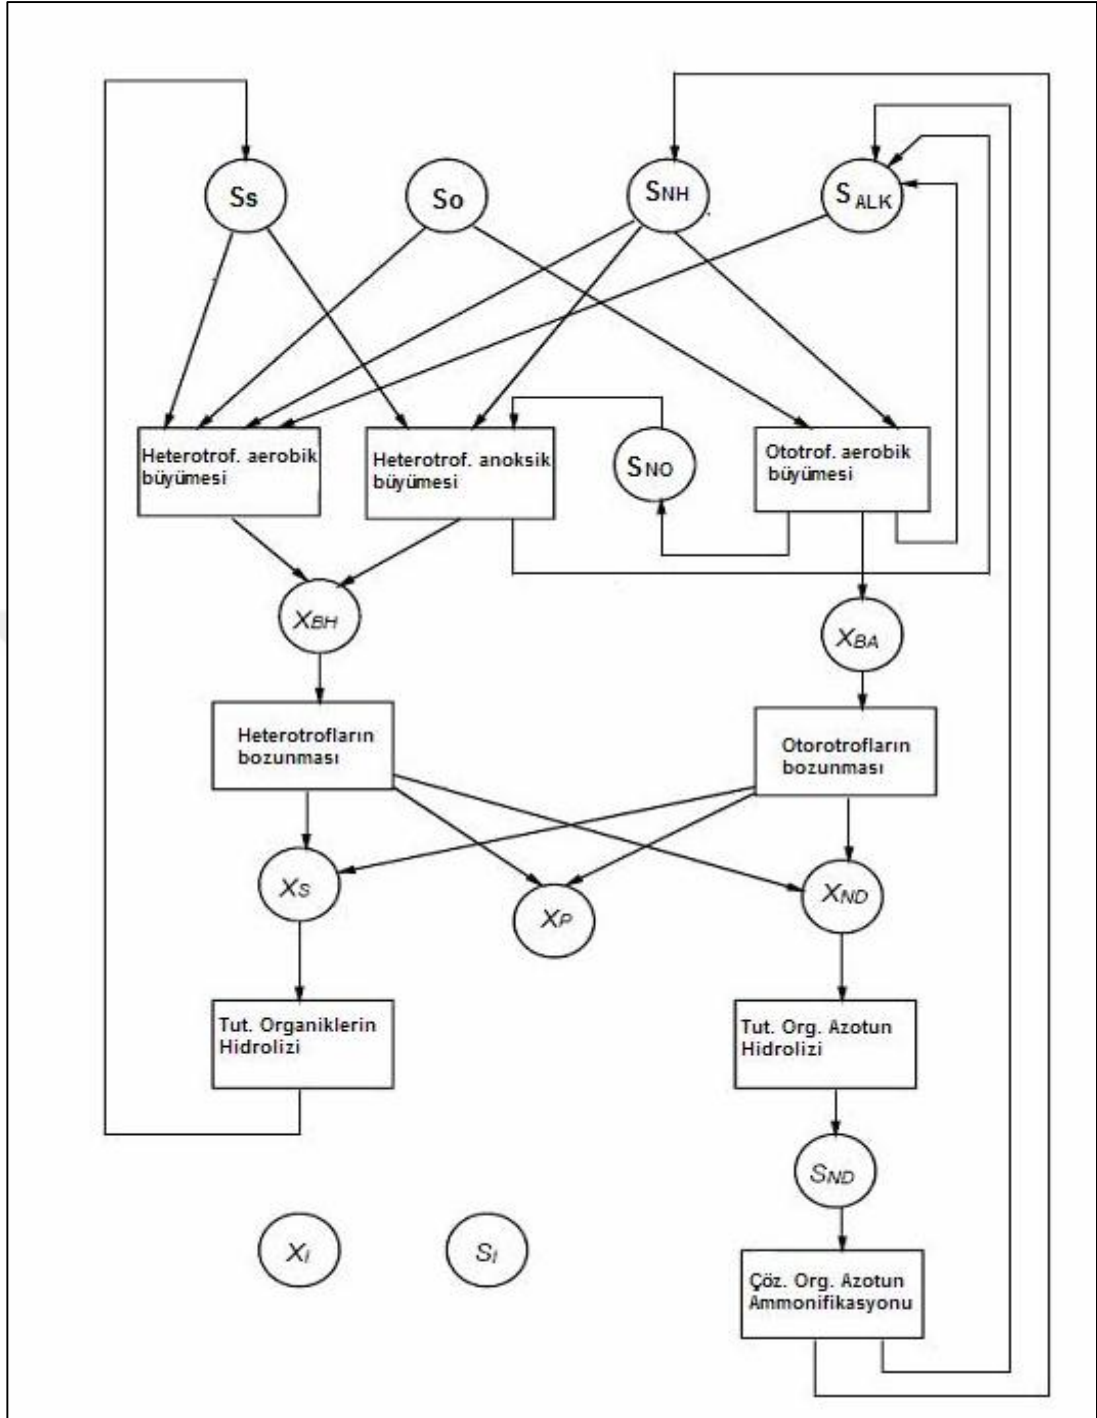 Ss
So
SNH
SALK
Heterotrof. aerobik
büyümesi
Heterotrof. anoksik
büyümesi
SNO
Ototrof. aerobik
büyümesi
XBH
XBA
Heterotrofların
bozunması
Otorotrofların
bozunması
XS
XP
XND
Tut. Organiklerin
Hidrolizi
Tut. Org. Azotun
Hidrolizi
SND
XI
SI
Çöz. Org. Azotun
Ammonifikasyonu